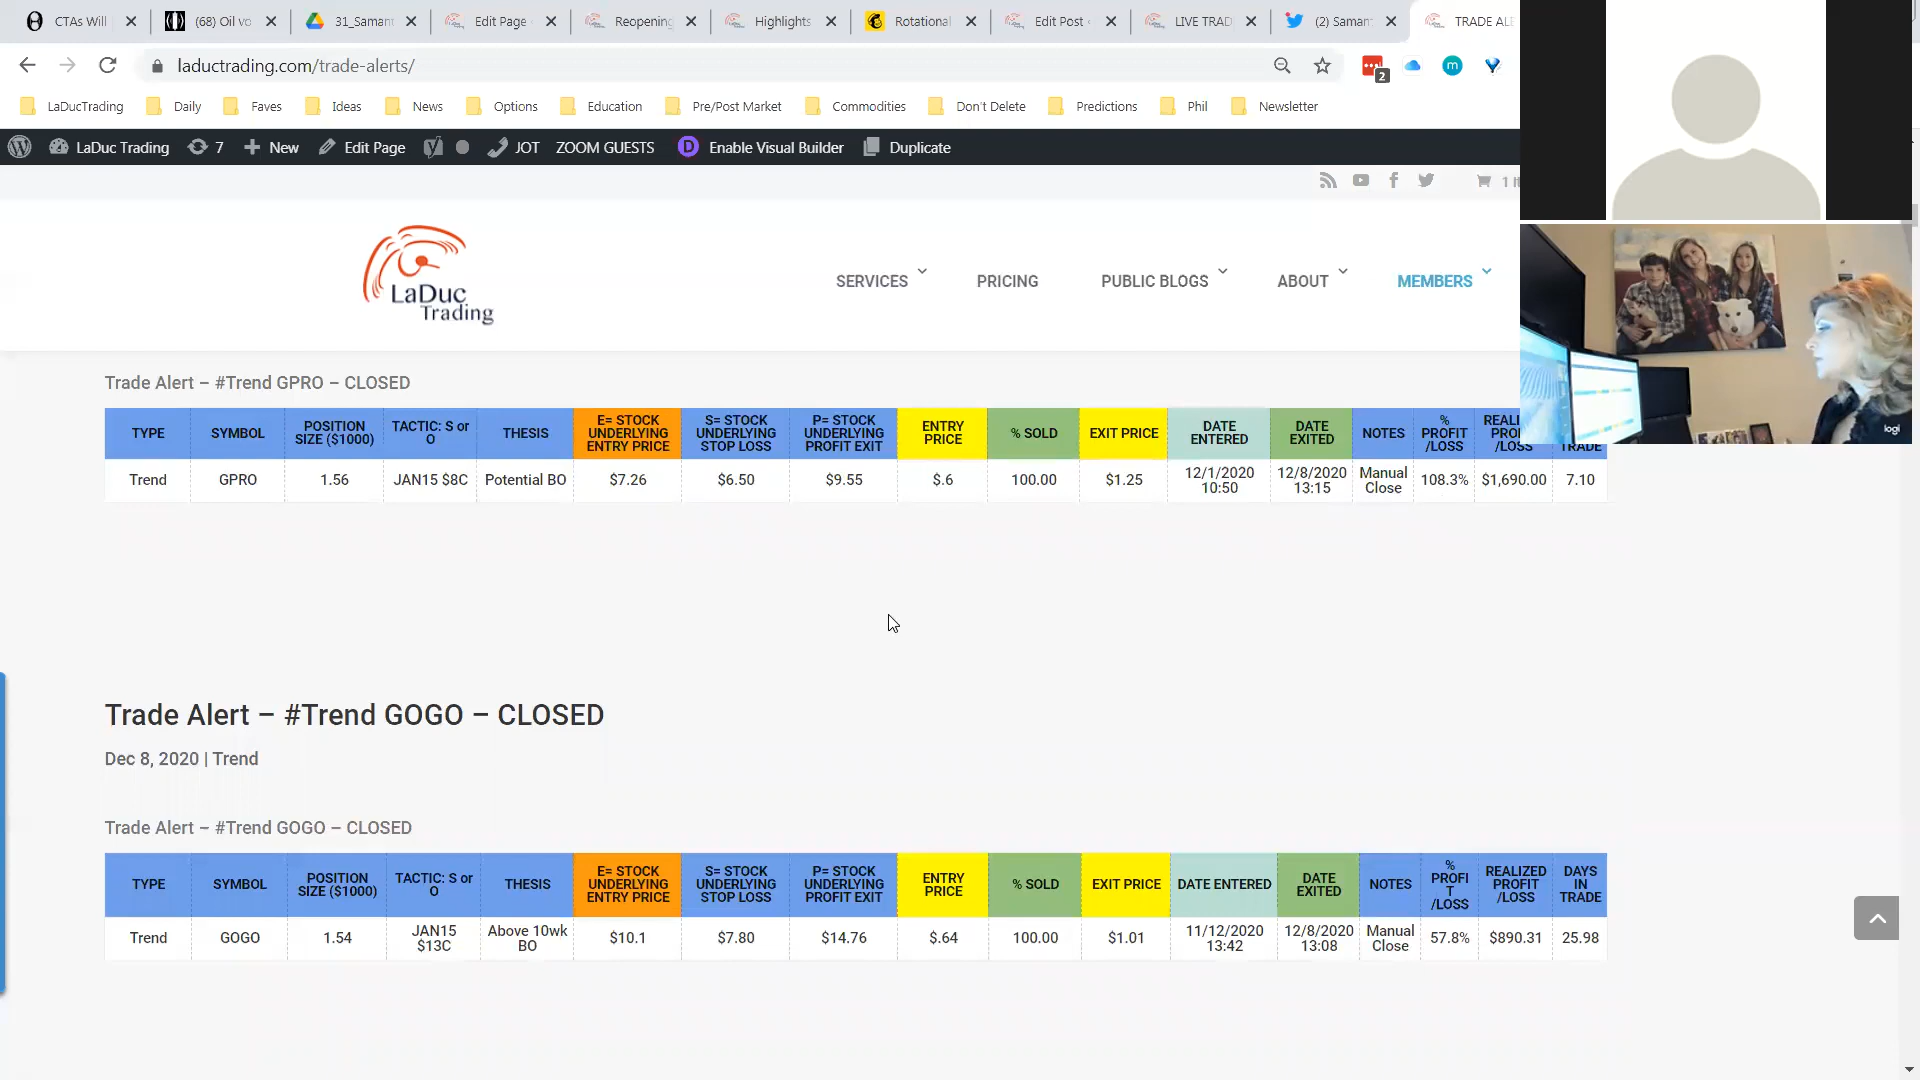 CTAs Will
(68) Oil vo
31_Samant
Edit Page
Reopening
Highlights
Rotational
Edit Post
LIVE TRAD
(2) Saman
TRADE ALE
laductrading.com/trade-alerts/
2
m
LaDucTrading
Daily
Faves
Ideas
News
Options
Education
Pre/Post Market
Commodities
Don't Delete
Predictions
Phil
Newsletter
LaDuc Trading
7
New
Edit Page
JOT
ZOOM GUESTS
D
Enable Visual Builder
Duplicate
LaDuc
Trading
SERVICES
PRICING
PUBLIC BLOGS
ABOUT
MEMBERS
logi
Trade Alert – #Trend GPRO – CLOSED
TYPE
SYMBOL
POSITION
SIZE ($1000)
TACTIC: S or
O
THESIS
E= STOCK
UNDERLYING
ENTRY PRICE
S= STOCK
UNDERLYING
STOP LOSS
P= STOCK
UNDERLYING
PROFIT EXIT
ENTRY
PRICE
% SOLD
EXIT PRICE
DATE
ENTERED
DATE
EXITED
NOTES
%
PROFIT
/LOSS
/LOSS
TRADE
Trend
GPRO
1.56
JAN15 $8C
Potential BO
$7.26
$6.50
$9.55
$.6
100.00
$1.25
12/1/2020
10:50
12/8/2020
13:15
Manual
Close
108.3%
$1,690.00
7.10
Trade Alert – #Trend GOGO – CLOSED
Dec 8, 2020 | Trend
Trade Alert – #Trend GOGO – CLOSED
TYPE
SYMBOL
POSITION
SIZE ($1000)
TACTIC: S or
O
THESIS
E= STOCK
UNDERLYING
ENTRY PRICE
S= STOCK
UNDERLYING
STOP LOSS
P= STOCK
UNDERLYING
PROFIT EXIT
ENTRY
PRICE
% SOLD
EXIT PRICE
DATE ENTERED
DATE
EXITED
NOTES
%
PROFI
T
/LOSS
REALIZED
PROFIT
/LOSS
DAYS
IN
TRADE
Trend
GOGO
1.54
JAN15
$13C
Above 10wk
BO
$10.1
$7.80
$14.76
$.64
100.00
$1.01
11/12/2020
13:42
12/8/2020
13:08
Manual
Close
57.8%
$890.31
25.98